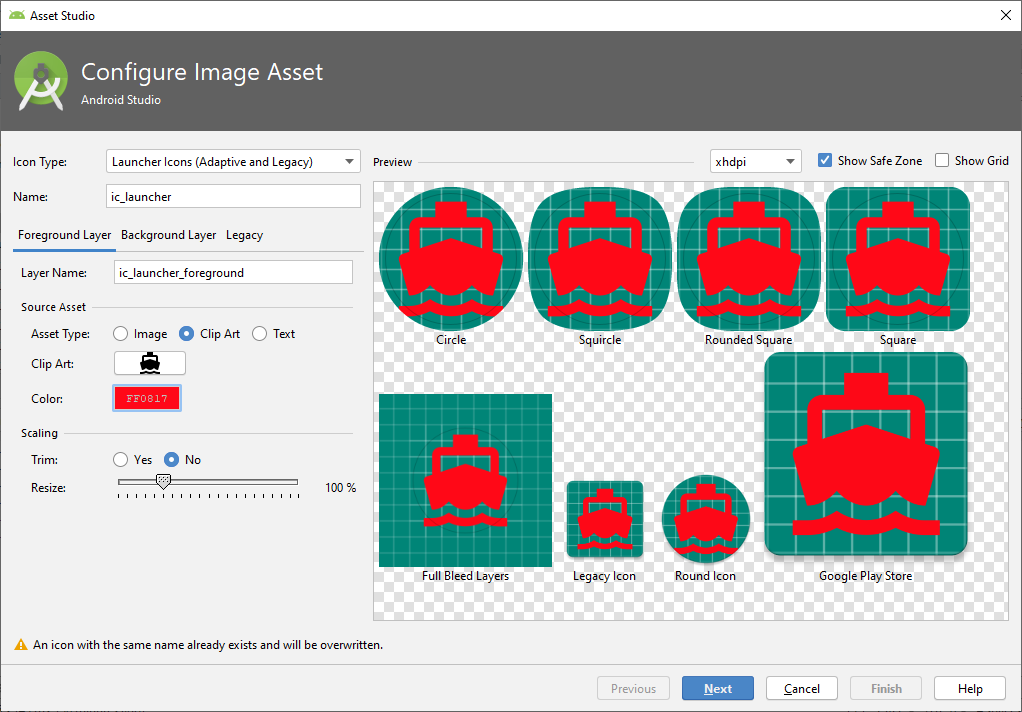 Asset Studio
Configure Image Asset
Android Studio
Icon Type: Launcher Icons (Adaptive and Legacy)
Name: ic_launcher
Foreground Layer Background Layer Legacy
Layer Name: ic_launcher_foreground
Source Asset
Asset Type: Image Clip Art Text
Clip Art:
Color: FF0817
Scaling
Trim: Yes No
Resize: 100 %
Preview xhdpi Show Safe Zone Show Grid
Circle Squircle Rounded Square Square
Full Bleed Layers Legacy Icon Round Icon Google Play Store
An icon with the same name already exists and will be overwritten.
Previous Next Cancel Finish Help